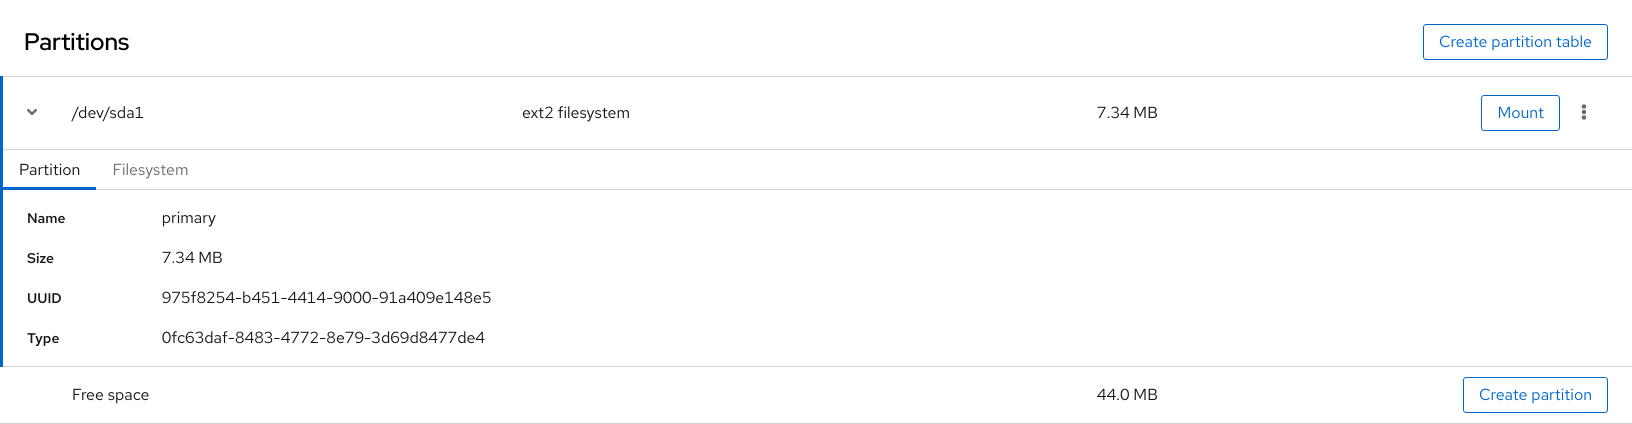 Partitions
Create partition table
/dev/sda1 ext2 filesystem 7.34 MB Mount
Partition Filesystem
Name primary
Size 7.34 MB
UUID 975f8254-b451-4414-9000-91a409e148e5
Type 0fc63daf-8483-4772-8e79-3d69d8477de4
Free space 44.0 MB Create partition